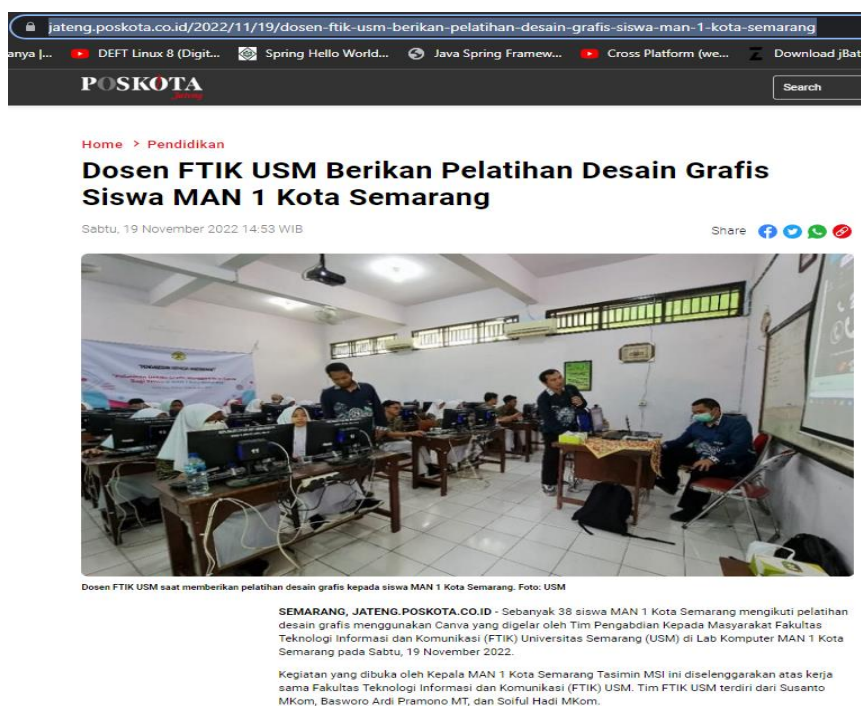 jateng.poskota.co.id/2022/11/19/dosen-ftik-usm-berikan-pelatihan-desain-grafis-siswa-man-1-kota-semarang
anya |... DEFT Linux 8 (Digit... Spring Hello World... Java Spring Framew... Cross Platform (we... Download jBat
POSKOTA
Jateng
Search
Home > Pendidikan
Dosen FTIK USM Berikan Pelatihan Desain Grafis
Siswa MAN 1 Kota Semarang
Sabtu, 19 November 2022 14:53 WIB
Share
Dosen FTIK USM saat memberikan pelatihan desain grafis kepada siswa MAN 1 Kota Semarang. Foto: USM
SEMARANG, JATENG.POSKOTA.CO.ID - Sebanyak 38 siswa MAN 1 Kota Semarang mengikuti pelatihan
desain grafis menggunakan Canva yang digelar oleh Tim Pengabdian Kepada Masyarakat Fakultas
Teknologi Informasi dan Komunikasi (FTIK) Universitas Semarang (USM) di Lab Komputer MAN 1 Kota
Semarang pada Sabtu, 19 November 2022.
Kegiatan yang dibuka oleh Kepala MAN 1 Kota Semarang Tasimin MSI ini diselenggarakan atas kerja
sama Fakultas Teknologi Informasi dan Komunikasi (FTIK) USM. Tim FTIK USM terdiri dari Susanto
MKom, Basworo Ardi Pramono MT, dan Soiful Hadi MKom.